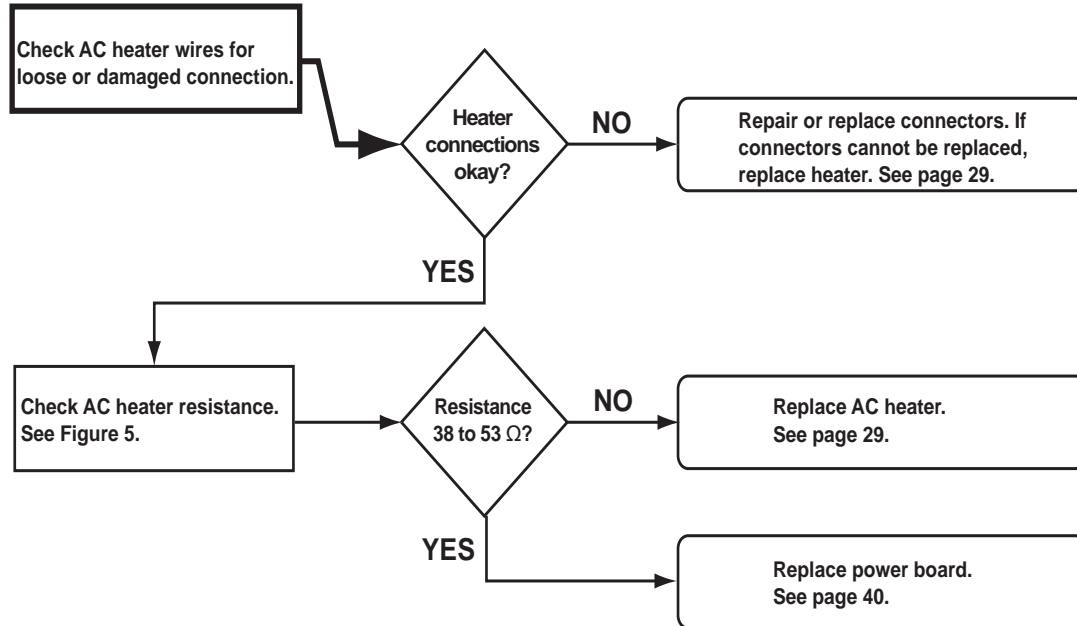 Check AC heater wires for
loose or damaged connection.
Heater
connections
okay?
NO
Repair or replace connectors. If
connectors cannot be replaced,
replace heater. See page 29.
YES
Check AC heater resistance.
See Figure 5.
Resistance
38 to 53 Ω?
NO
Replace AC heater.
See page 29.
YES
Replace power board.
See page 40.